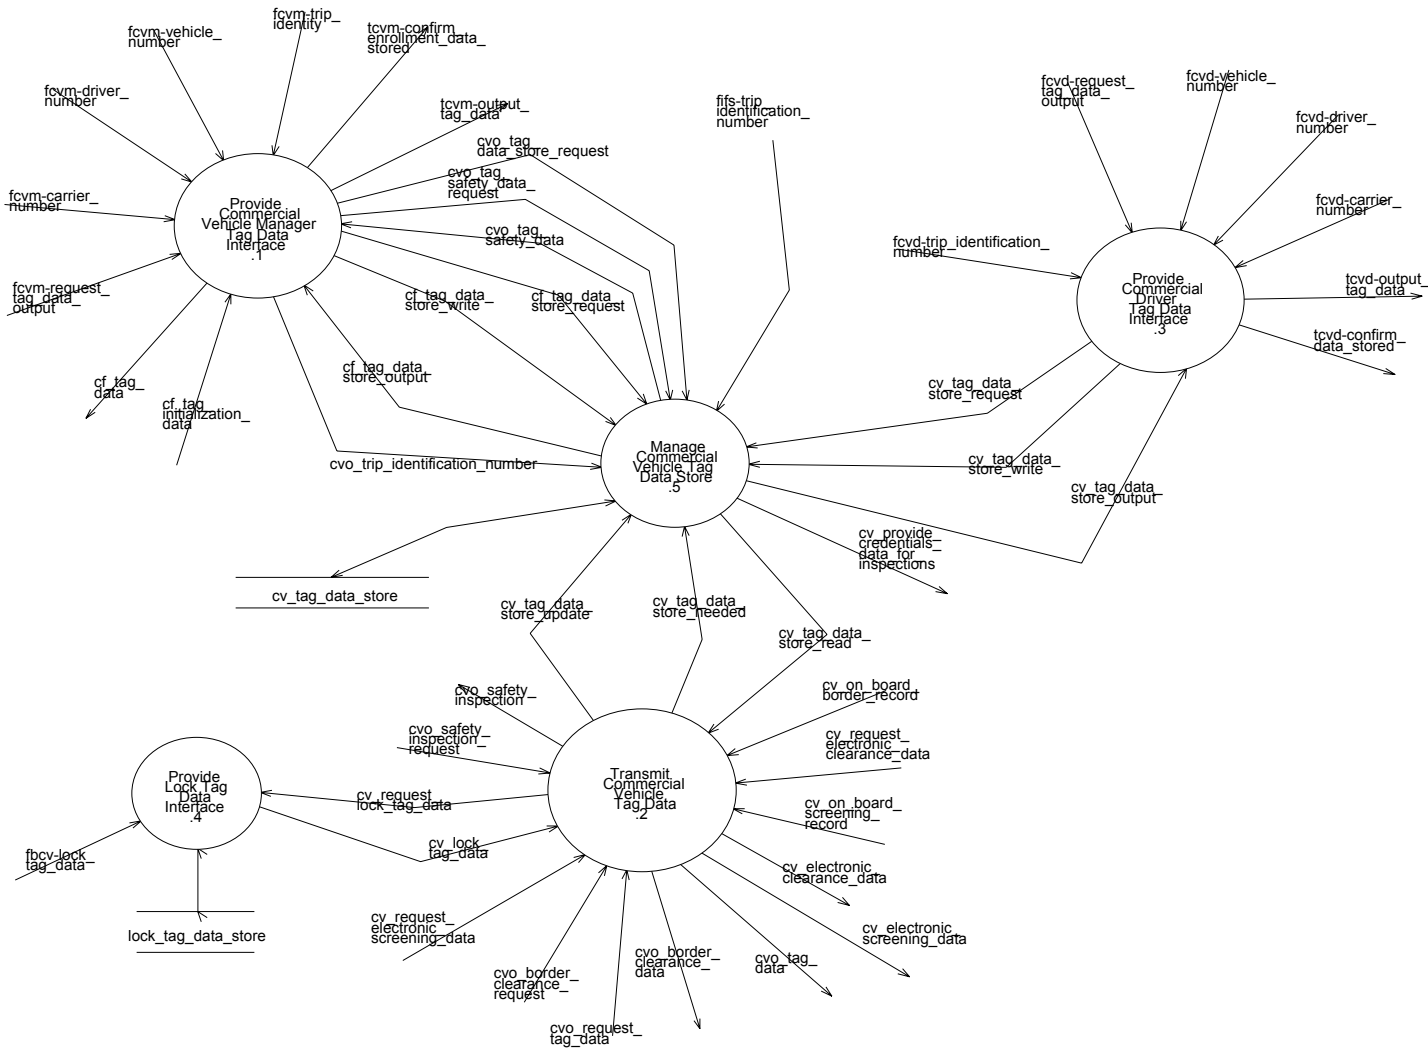 fcvm-trip_
identity
tcvm-confirm
enrollment_data_
stored
fcvm-vehicle_
number
fcvm-driver_
number
tcvm-output_
tag_data
cvo_tag_
data_store_request
cvo_tag_
safety_data_
request
cvo_tag_
safety_data
fifs-trip_
identification_
number
fcvd-request_
tag_data_
output
fcvd-vehicle_
number
fcvd-driver_
number
fcvd-carrier_
number
fcvd-trip_identification_
number
tcvd-output_
tag_data
tcvd-confirm_
data_stored
fcvm-carrier_
number
Provide
Commercial
Vehicle Manager
Tag Data
Interface
.1
Provide
Commercial
Driver
Tag Data
Interface
.3
fcvm-request_
tag_data_
output
cf_tag_data_
store_write
cf_tag_data_
store_request
cf_tag_
data
cf_tag_
initialization_
data
cf_tag_data_
store_output
cvo_trip_identification_number
cv_tag_data_
store_request
cv_tag_data_
store_write
cv_tag_data_
store_output
Manage
Commercial
Vehicle Tag
Data Store
.5
cv_provide_
credentials_
data_for_
inspections
cv_tag_data_store
cv_tag_data_
store_update
cv_tag_data_
store_needed
cv_tag_data_
store_read
cvo_safety_
inspection
cvo_safety_
inspection_
request
cv_on_board_
border_record
cv_request_
electronic_
clearance_data
cv_on_board_
screening_
record
Provide
Lock Tag
Data
Interface
.4
Transmit
Commercial
Vehicle
Tag Data
.2
cv_request_
lock_tag_data
cv_lock_
tag_data
fbcv-lock_
tag_data
lock_tag_data_store
cv_electronic_
clearance_data
cv_electronic_
screening_data
cv_request_
electronic_
screening_data
cvo_border_
clearance_
request
cvo_request_
tag_data
cvo_border_
clearance_
data
cvo_tag_
data